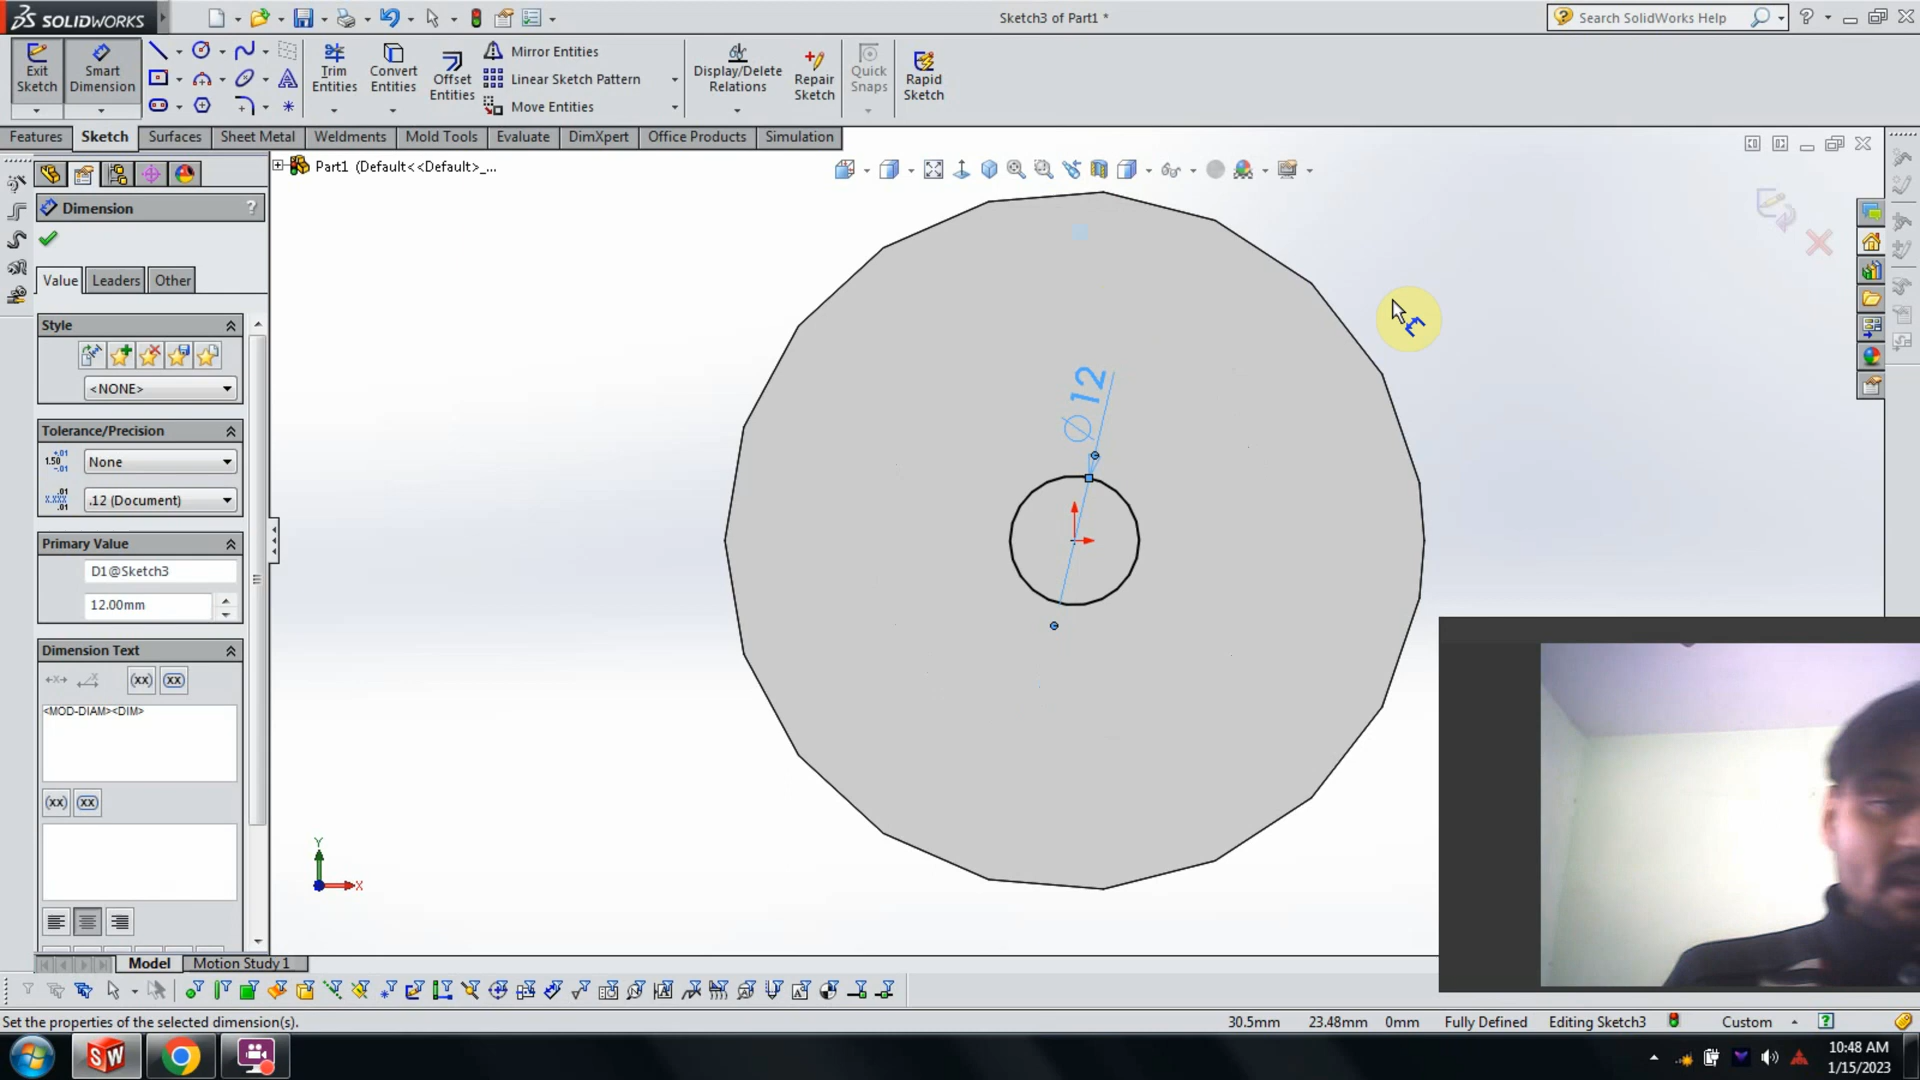 SOLIDWORKS
Sketch3 of Part1 *
Search SolidWorks Help
Exit Sketch
Smart Dimension
Trim Entities
Convert Entities
Offset Entities
Mirror Entities
Linear Sketch Pattern
Move Entities
Display/Delete Relations
Repair Sketch
Quick Snaps
Rapid Sketch
Features
Sketch
Surfaces
Sheet Metal
Weldments
Mold Tools
Evaluate
DimXpert
Office Products
Simulation
Part1 (Default<<Default>_...
Dimension
?
Value
Leaders
Other
Style
<NONE>
Tolerance/Precision
None
.12 (Document)
Primary Value
D1@Sketch3
12.00mm
Dimension Text
(xx)
(xx)
<MOD-DIAM><DIM>
(xx)
(xx)
∅12
Y
X
Model
Motion Study 1
Set the properties of the selected dimension(s).
30.5mm
23.48mm
0mm
Fully Defined
Editing Sketch3
Custom
SW
10:48 AM
1/15/2023